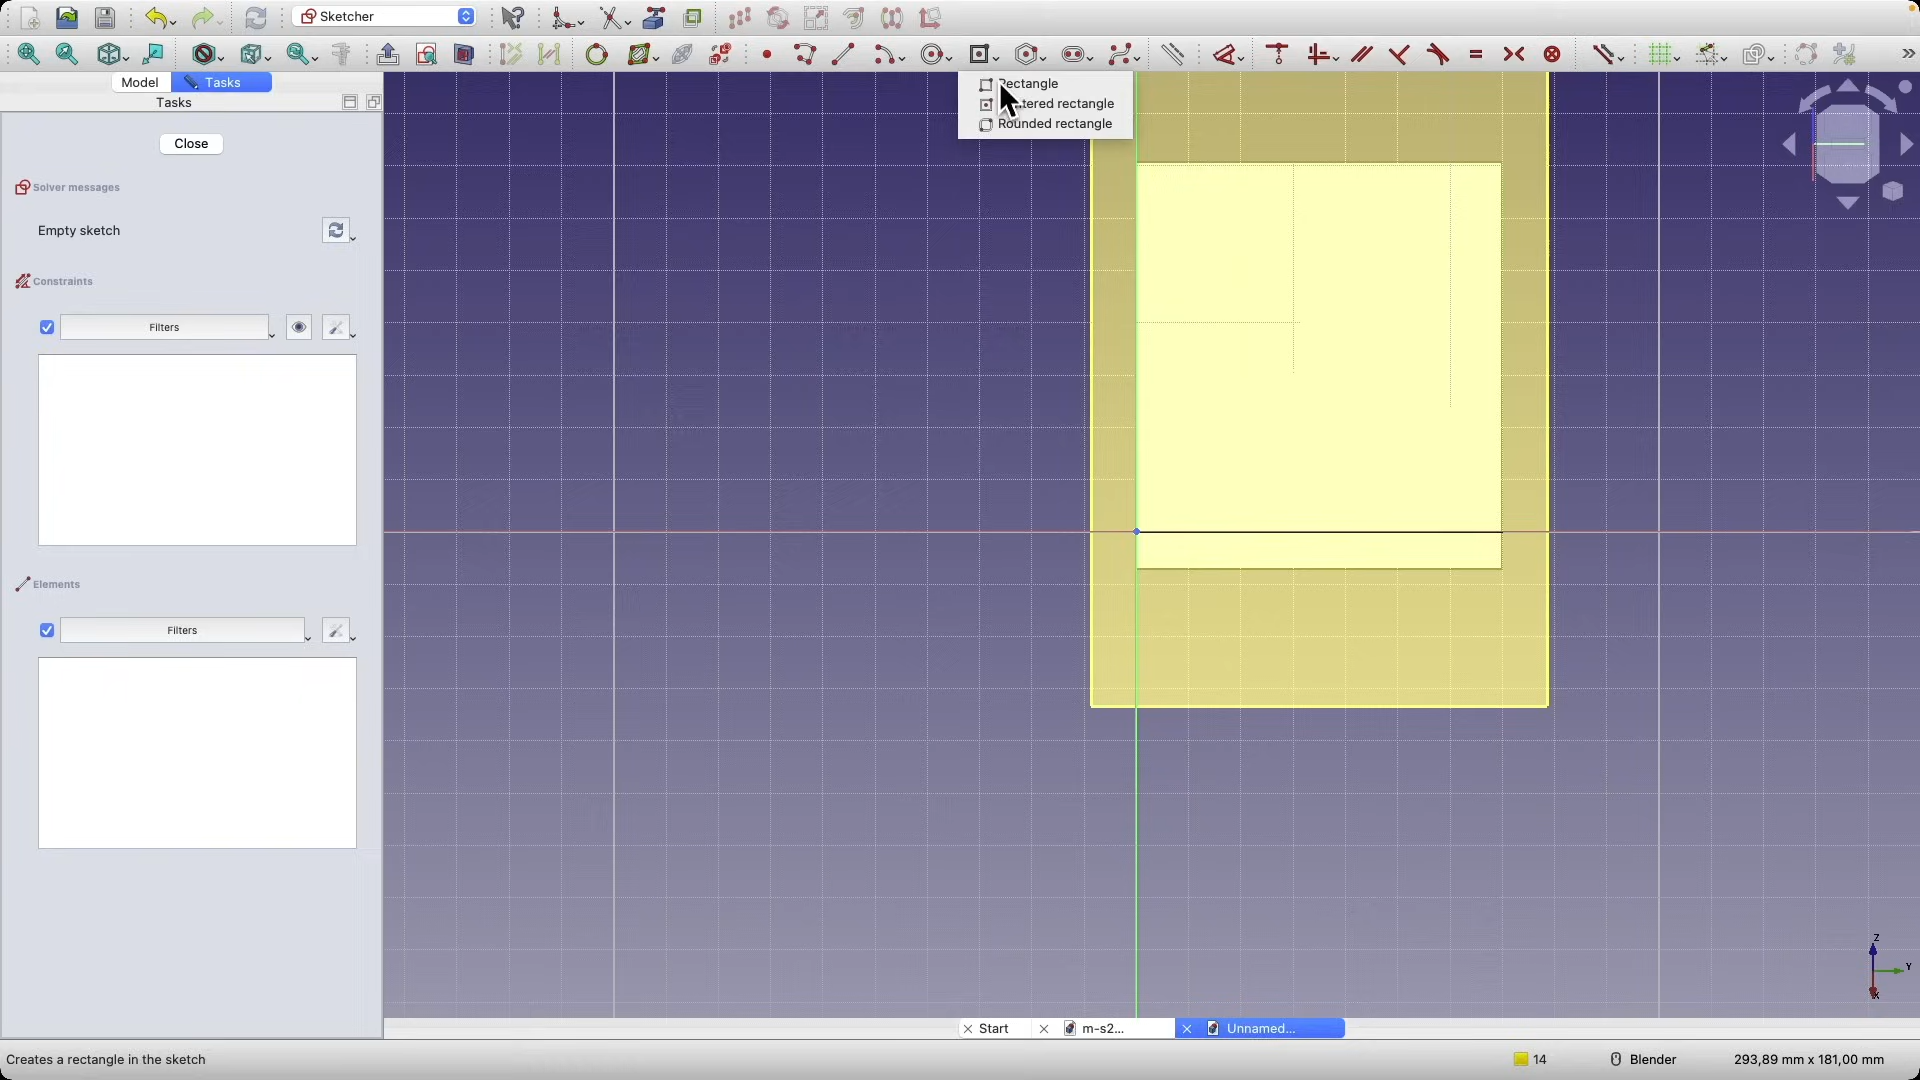 Sketcher
Model
Tasks
Tasks
Rectangle
tered rectangle
Rounded rectangle
Close
Solver messages
Empty sketch
Constraints
Filters
Elements
Filters
Z
Y
X
Start
m-s2...
Unnamed...
Creates a rectangle in the sketch
14
Blender
293,89 mm x 181,00 mm